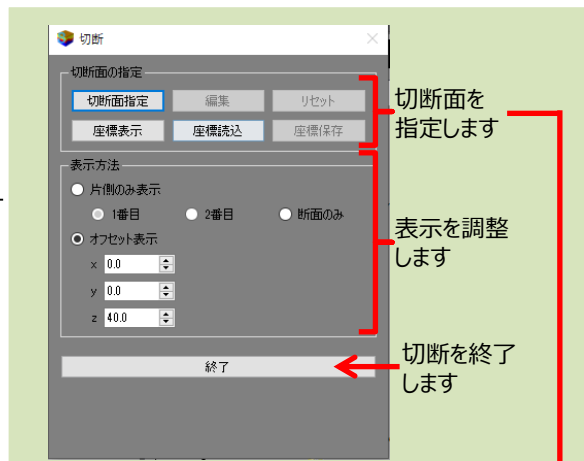 切断
切断面の指定
切断面指定 編集 リセット
座標表示 座標読込 座標保存
切断面を
指定します
表示方法
片側のみ表示
1番目 2番目 断面のみ
オフセット表示
x 0.0
y 0.0
z 40.0
表示を調整
します
終了
切断を終了
します